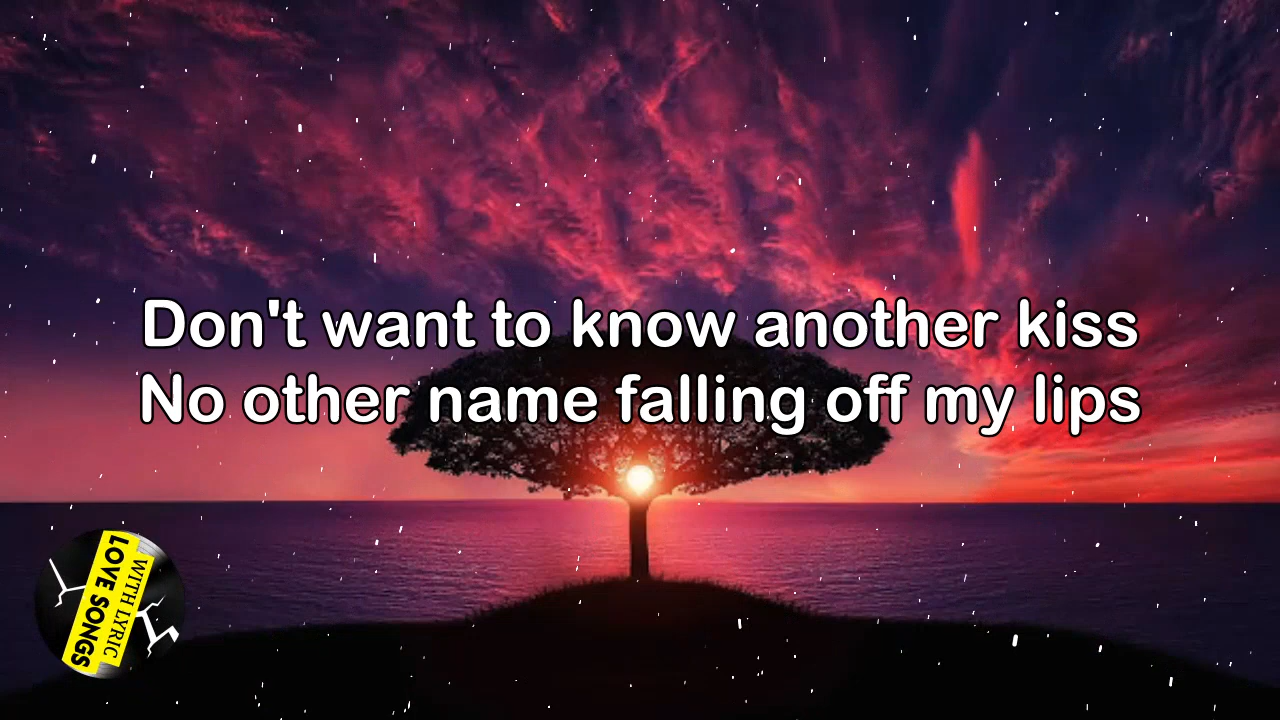 Don't want to know another kiss
No other name falling off my lips
LOVE SONGS
WITH LYRIC